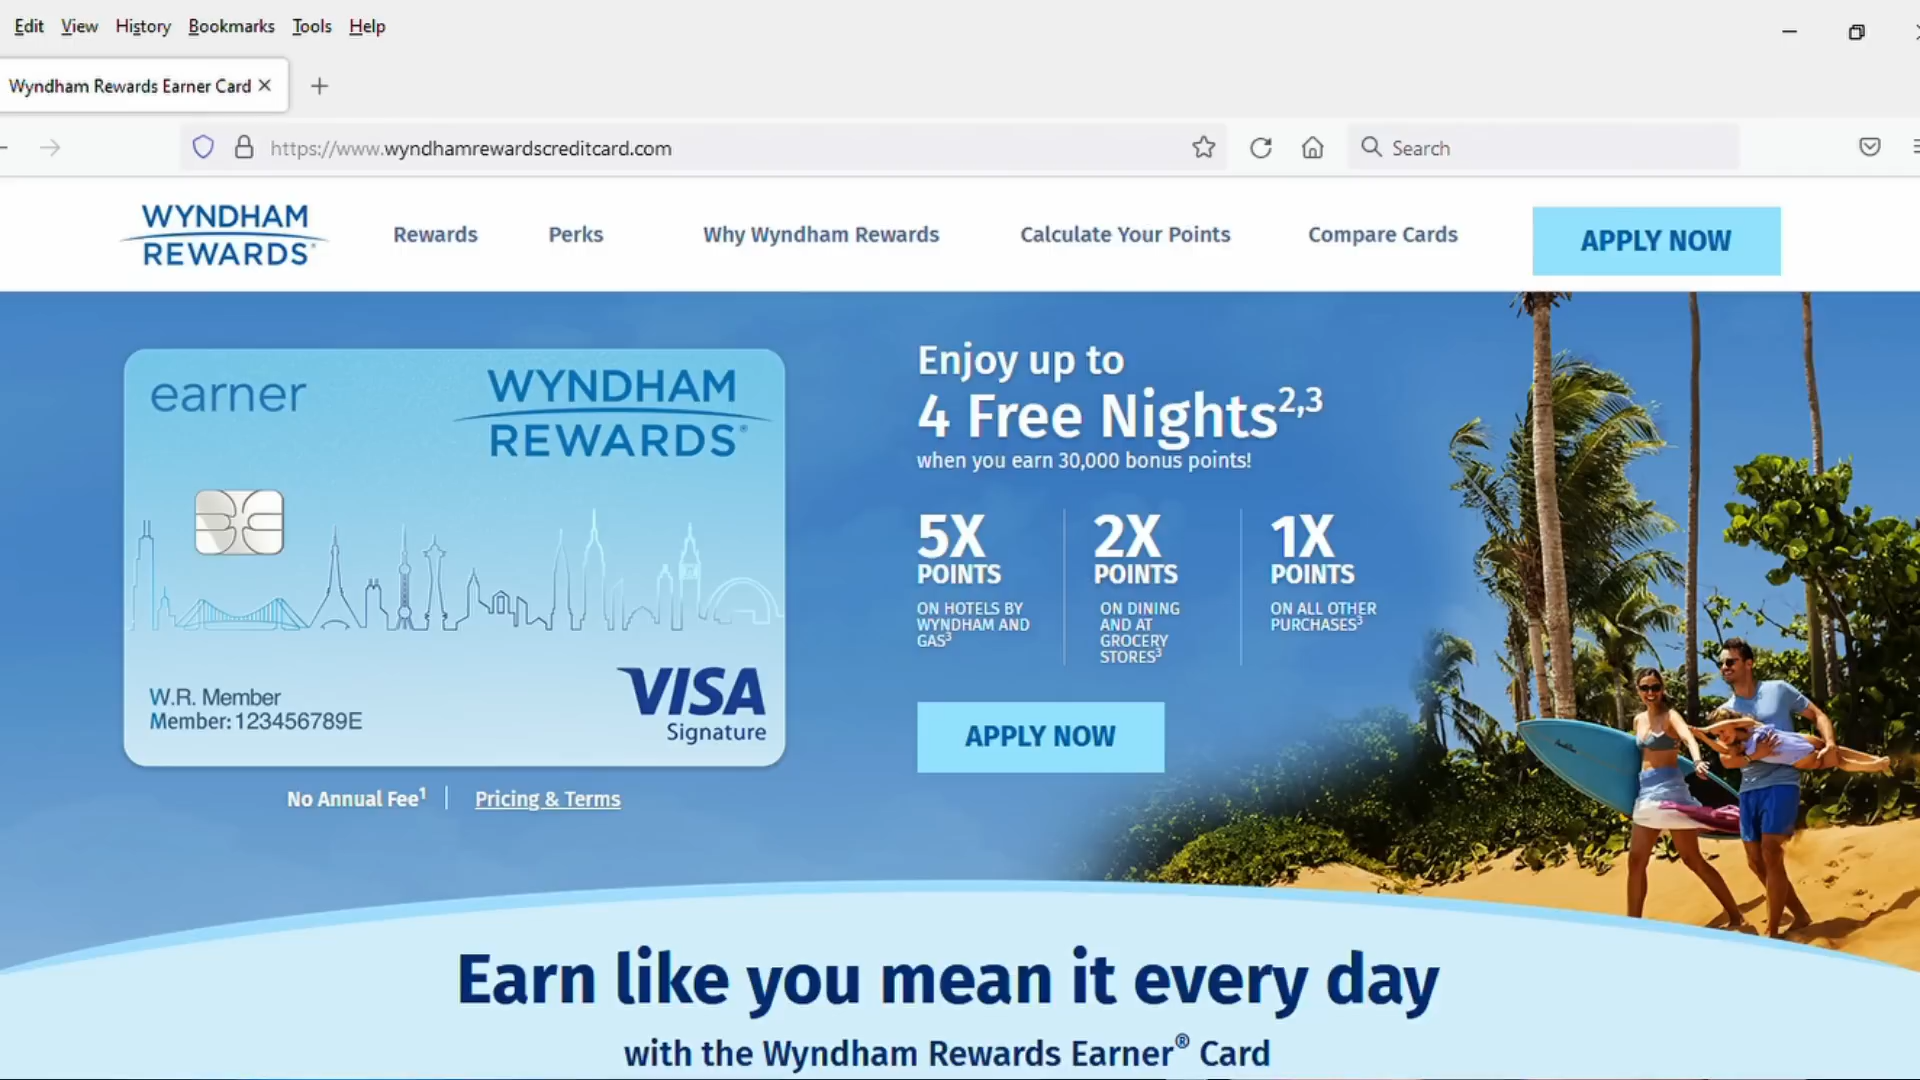 Edit View History Bookmarks Tools Help
Wyndham Rewards Earner Card
https://www.wyndhamrewardscreditcard.com
Search
WYNDHAM
REWARDS®
Rewards
Perks
Why Wyndham Rewards
Calculate Your Points
Compare Cards
APPLY NOW
earner
WYNDHAM
REWARDS®
W.R. Member
Member: 123456789E
VISA
Signature
No Annual Fee1
Pricing & Terms
Enjoy up to
4 Free Nights2,3
when you earn 30,000 bonus points!
5X
POINTS
ON HOTELS BY
WYNDHAM AND
GAS3
2X
POINTS
ON DINING
AND AT
GROCERY
STORES3
1X
POINTS
ON ALL OTHER
PURCHASES3
APPLY NOW
Earn like you mean it every day
with the Wyndham Rewards Earner® Card